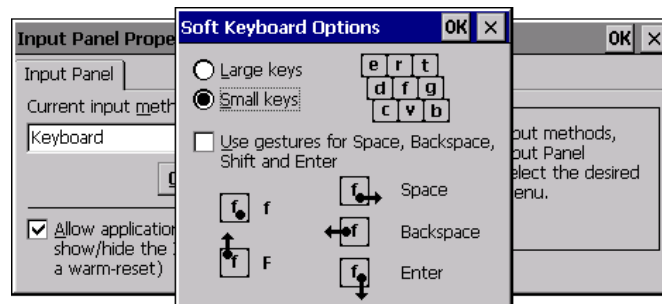 Input Panel Prope
OK ×
Input Panel
Current input meth
Keyboard
Allow application
show/hide the
a warm-reset)
put methods,
put Panel
elect the desired
enu.
Soft Keyboard Options OK ×
Large keys
Small keys
e r t
d f g
c v b
Use gestures for Space, Backspace,
Shift and Enter
f f
f Space
f Backspace
f F
f Enter